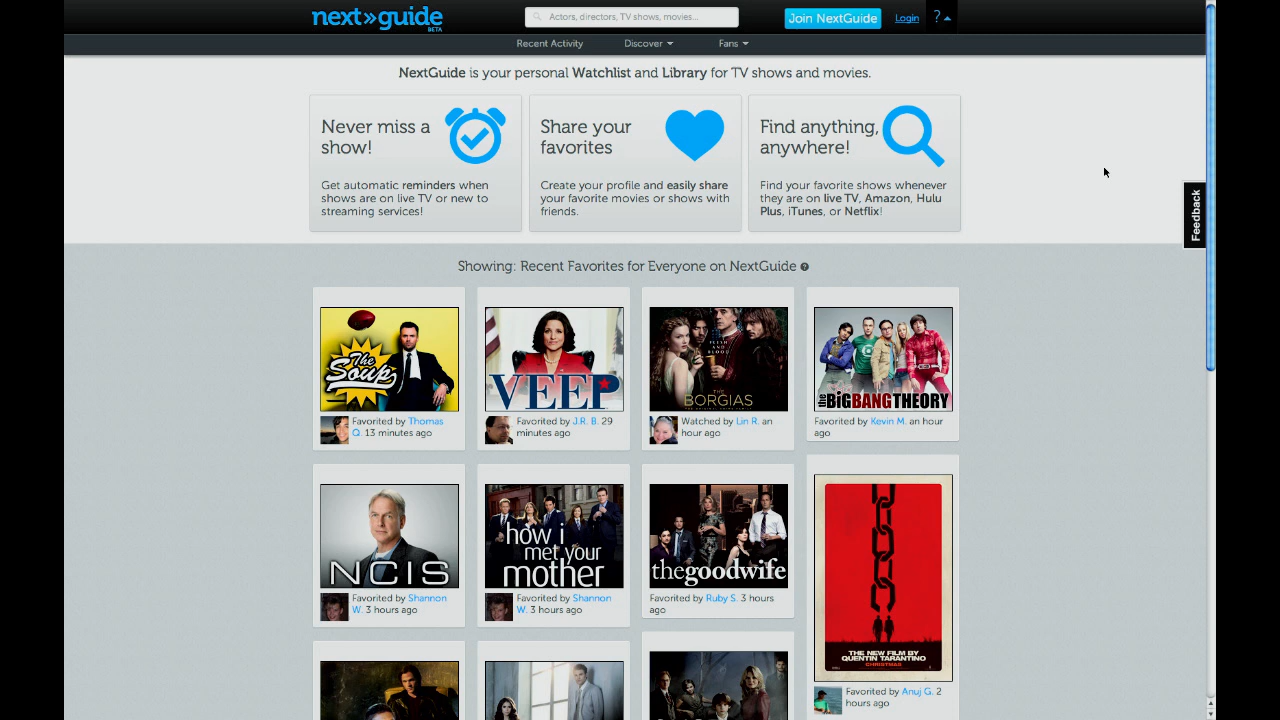 next»guide
BETA
Actors, directors, TV shows, movies...
Join NextGuide
Login
?
Recent Activity
Discover
Fans
NextGuide is your personal Watchlist and Library for TV shows and movies.
Never miss a
show!
Get automatic reminders when
shows are on live TV or new to
streaming services!
Share your
favorites
Create your profile and easily share
your favorite movies or shows with
friends.
Find anything,
anywhere!
Find your favorite shows whenever
they are on live TV, Amazon, Hulu
Plus, iTunes, or Netflix!
Feedback
Showing: Recent Favorites for Everyone on NextGuide ?
The
Soup
Favorited by Thomas
Q. 13 minutes ago
VEEP
Favorited by J.R. B. 29
minutes ago
FLESH
AND
BLOOD
THE
BORGIAS
Watched by Lin R. an
hour ago
the BIG BANG THEORY
Favorited by Kevin M. an hour
ago
NCIS
Favorited by Shannon
W. 3 hours ago
how i
met your
mother
Favorited by Shannon
W. 3 hours ago
thegoodwife
Favorited by Ruby S. 3 hours
ago
THE NEW FILM BY
QUENTIN TARANTINO
CHRISTMAS
Favorited by Anuj G. 2
hours ago